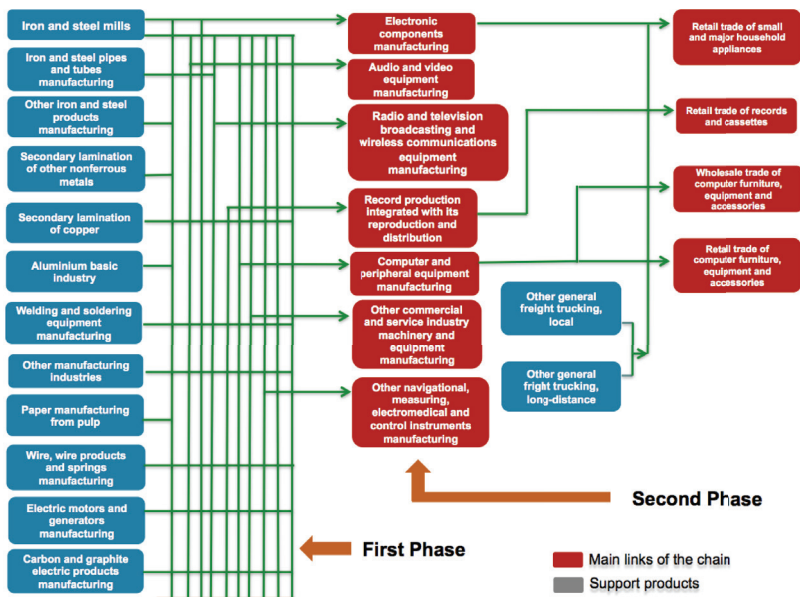 Iron and steel mills
Iron and steel pipes
and tubes
manufacturing
Other iron and steel
products
manufacturing
Secondary lamination
of other nonferrous
metals
Secondary lamination
of copper
Aluminium basic
industry
Welding and soldering
equipment
manufacturing
Other manufacturing
industries
Paper manufacturing
from pulp
Wire, wire products
and springs
manufacturing
Electric motors and
generators
manufacturing
Carbon and graphite
electric products
manufacturing
Electronic
components
manufacturing
Audio and video
equipment
manufacturing
Radio and television
broadcasting and
wireless communications
equipment
manufacturing
Record production
integrated with its
reproduction and
distribution
Computer and
peripheral equipment
manufacturing
Other commercial
and service industry
machinery and
equipment
manufacturing
Other navigational,
measuring,
electromedical and
control instruments
manufacturing
Retail trade of small
and major household
appliances
Retail trade of records
and cassettes
Wholesale trade of
computer furniture,
equipment and
accessories
Retail trade of
computer furniture,
equipment and
accessories
Other general
freight trucking,
local
Other general
fright trucking,
long-distance
Second Phase
First Phase
Main links of the chain
Support products